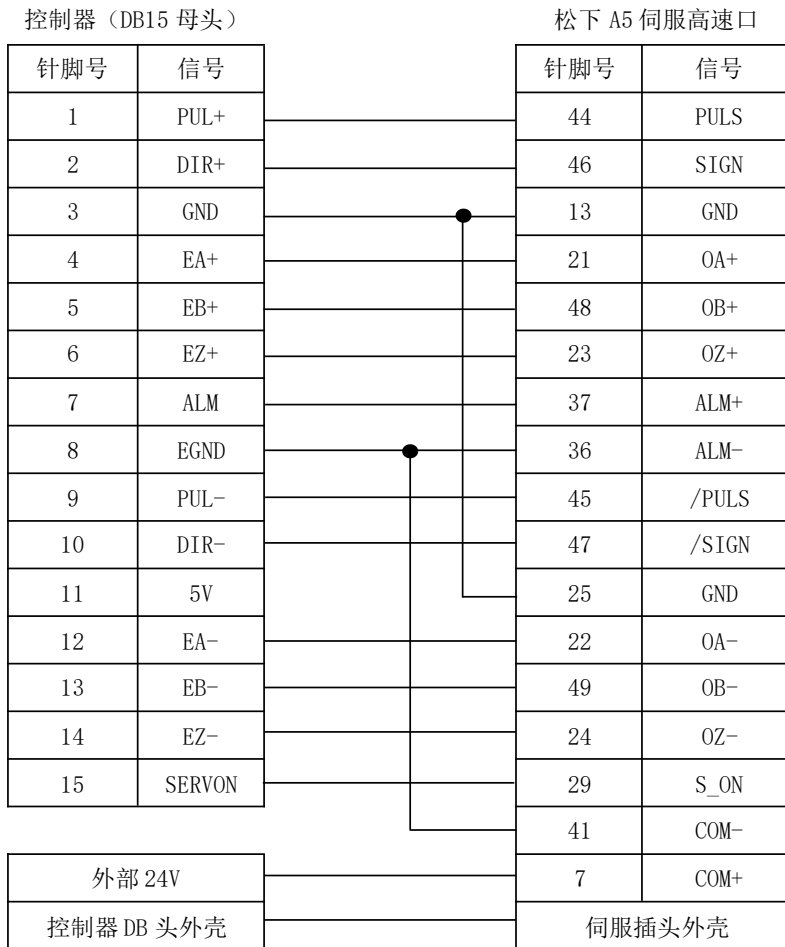 控制器（DB15 母头） 松下 A5 伺服高速口
针脚号 信号 针脚号 信号
1 PUL+ 44 PULS
2 DIR+ 46 SIGN
3 GND 13 GND
4 EA+ 21 OA+
5 EB+ 48 OB+
6 EZ+ 23 OZ+
7 ALM 37 ALM+
8 EGND 36 ALM-
9 PUL- 45 /PULS
10 DIR- 47 /SIGN
11 5V 25 GND
12 EA- 22 OA-
13 EB- 49 OB-
14 EZ- 24 OZ-
15 SERVON 29 S_ON
41 COM-
外部 24V 7 COM+
控制器 DB 头外壳 伺服插头外壳